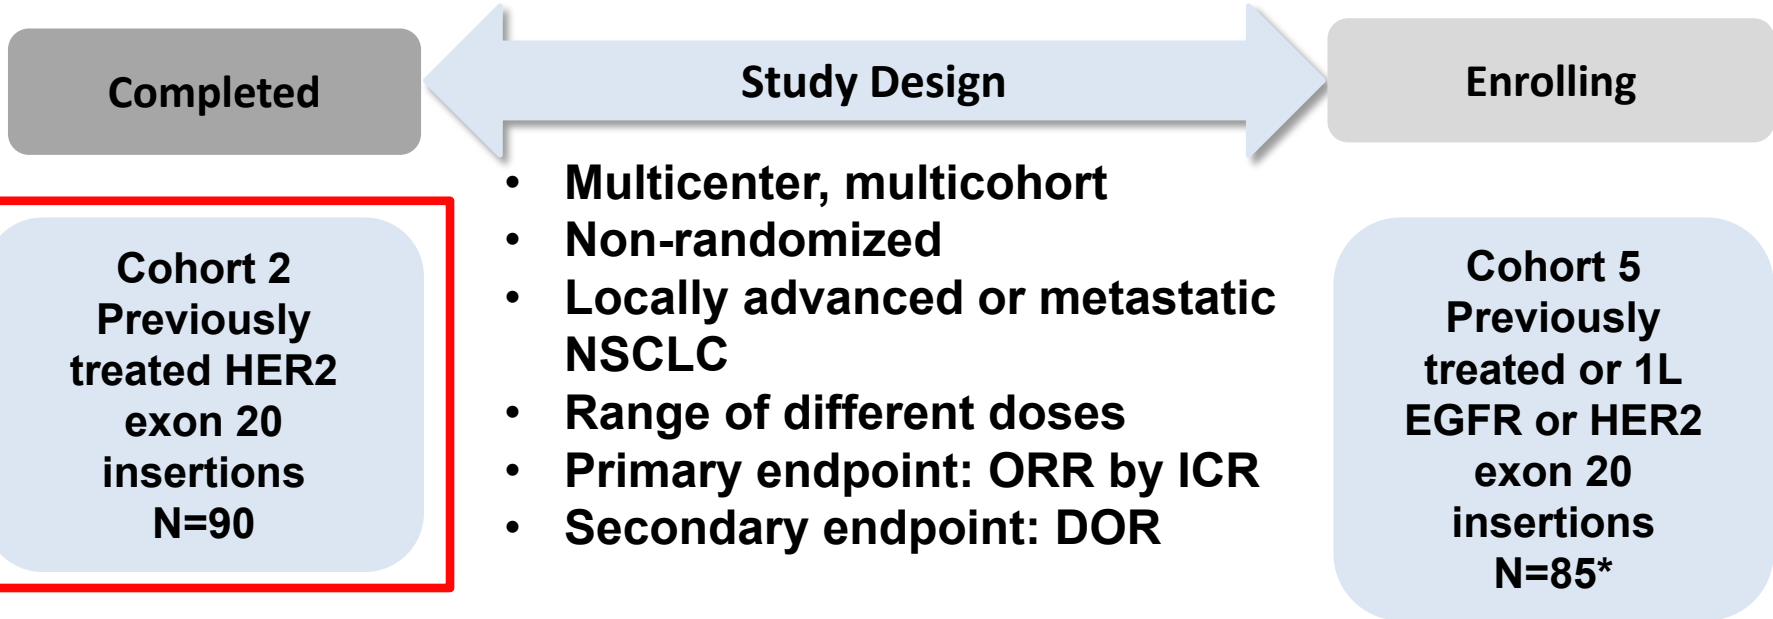 Completed
Study Design
Enrolling
Cohort 2
Previously
treated HER2
exon 20
insertions
N=90
• Multicenter, multicohort
• Non-randomized
• Locally advanced or metastatic
NSCLC
• Range of different doses
• Primary endpoint: ORR by ICR
• Secondary endpoint: DOR
Cohort 5
Previously
treated or 1L
EGFR or HER2
exon 20
insertions
N=85*